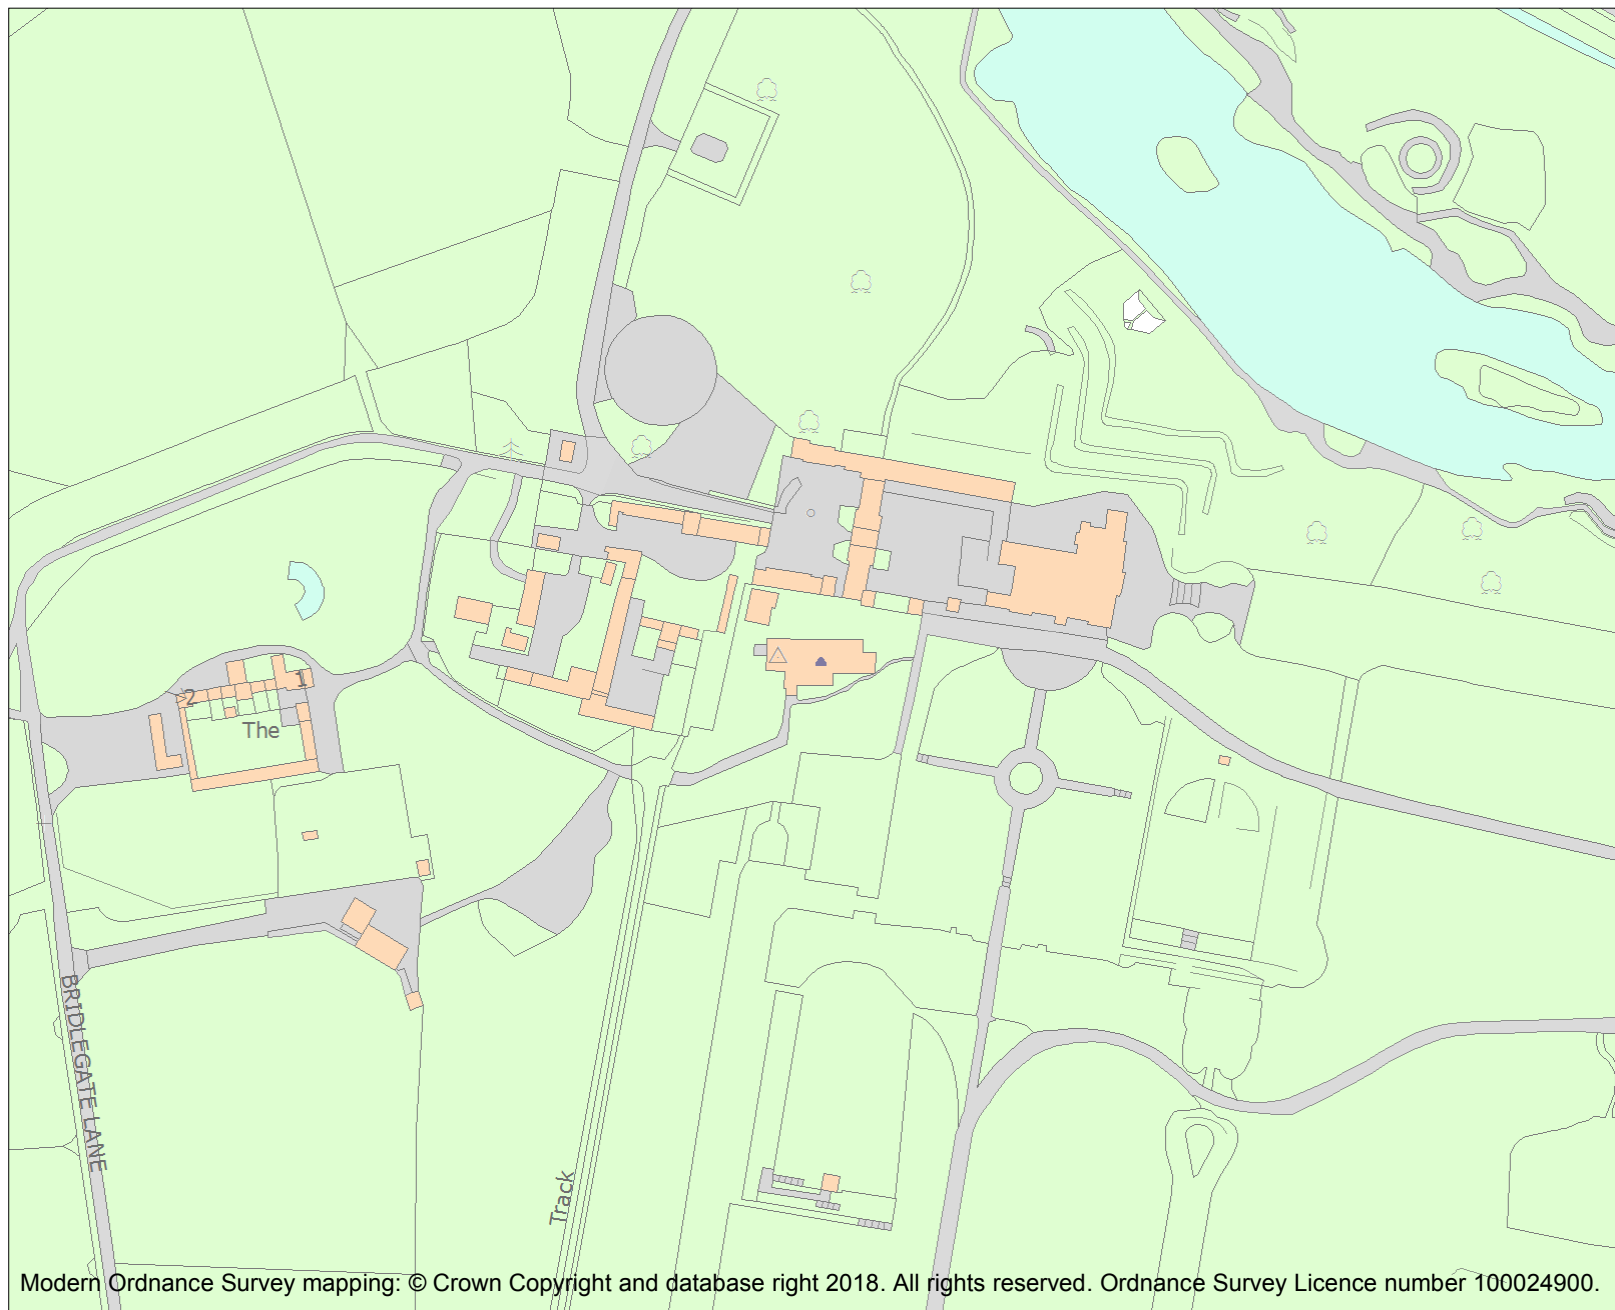 1
2
The
BRIDLEGATE LANE
Track
Modern Ordnance Survey mapping: © Crown Copyright and database right 2018. All rights reserved. Ordnance Survey Licence number 100024900.